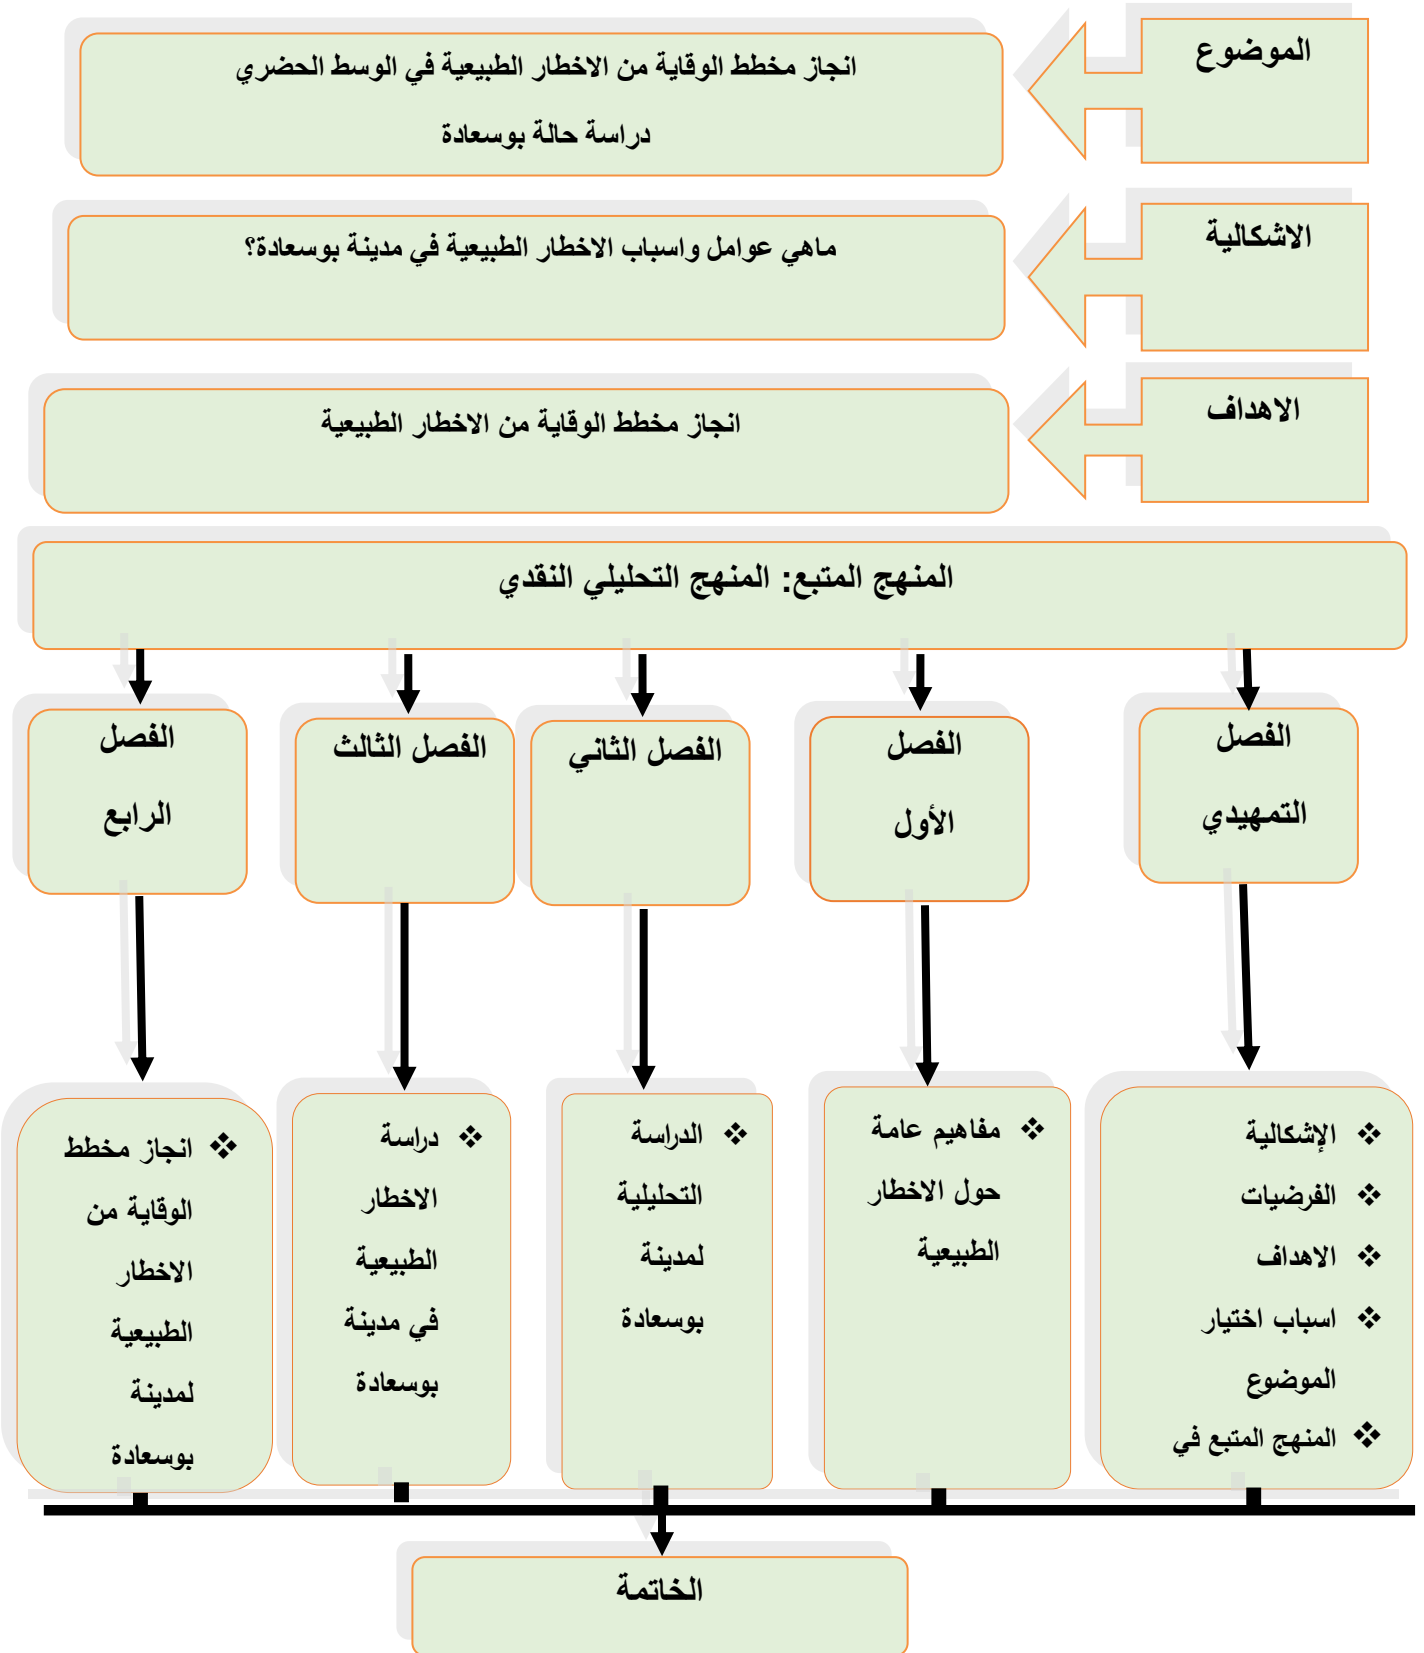 الموضوع
انجاز مخطط الوقاية من الاخطار الطبيعية في الوسط الحضري
دراسة حالة بوسعادة
الاشكالية
ماهي عوامل واسباب الاخطار الطبيعية في مدينة بوسعادة؟
الاهداف
انجاز مخطط الوقاية من الاخطار الطبيعية
المنهج المتبع: المنهج التحليلي النقدي
الفصل
التمهيدي
الفصل
الأول
الفصل الثاني
الفصل الثالث
الفصل
الرابع
❖ الإشكالية
❖ الفرضيات
❖ الاهداف
❖ اسباب اختيار
الموضوع
❖ المنهج المتبع في
❖ مفاهيم عامة
حول الاخطار
الطبيعية
❖ الدراسة
التحليلية
لمدينة
بوسعادة
❖ دراسة
الاخطار
الطبيعية
في مدينة
بوسعادة
❖ انجاز مخطط
الوقاية من
الاخطار
الطبيعية
لمدينة
بوسعادة
الخاتمة